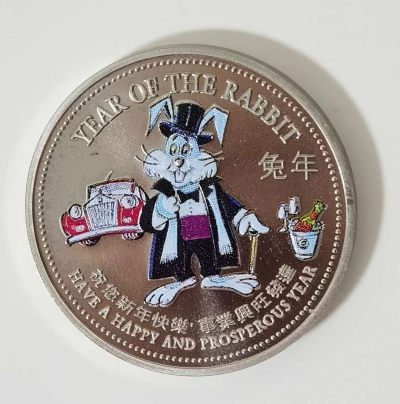 YEAR OF THE RABBIT
兔年
祝您新年快樂·事業興旺發達
HAVE A HAPPY AND PROSPEROUS YEAR